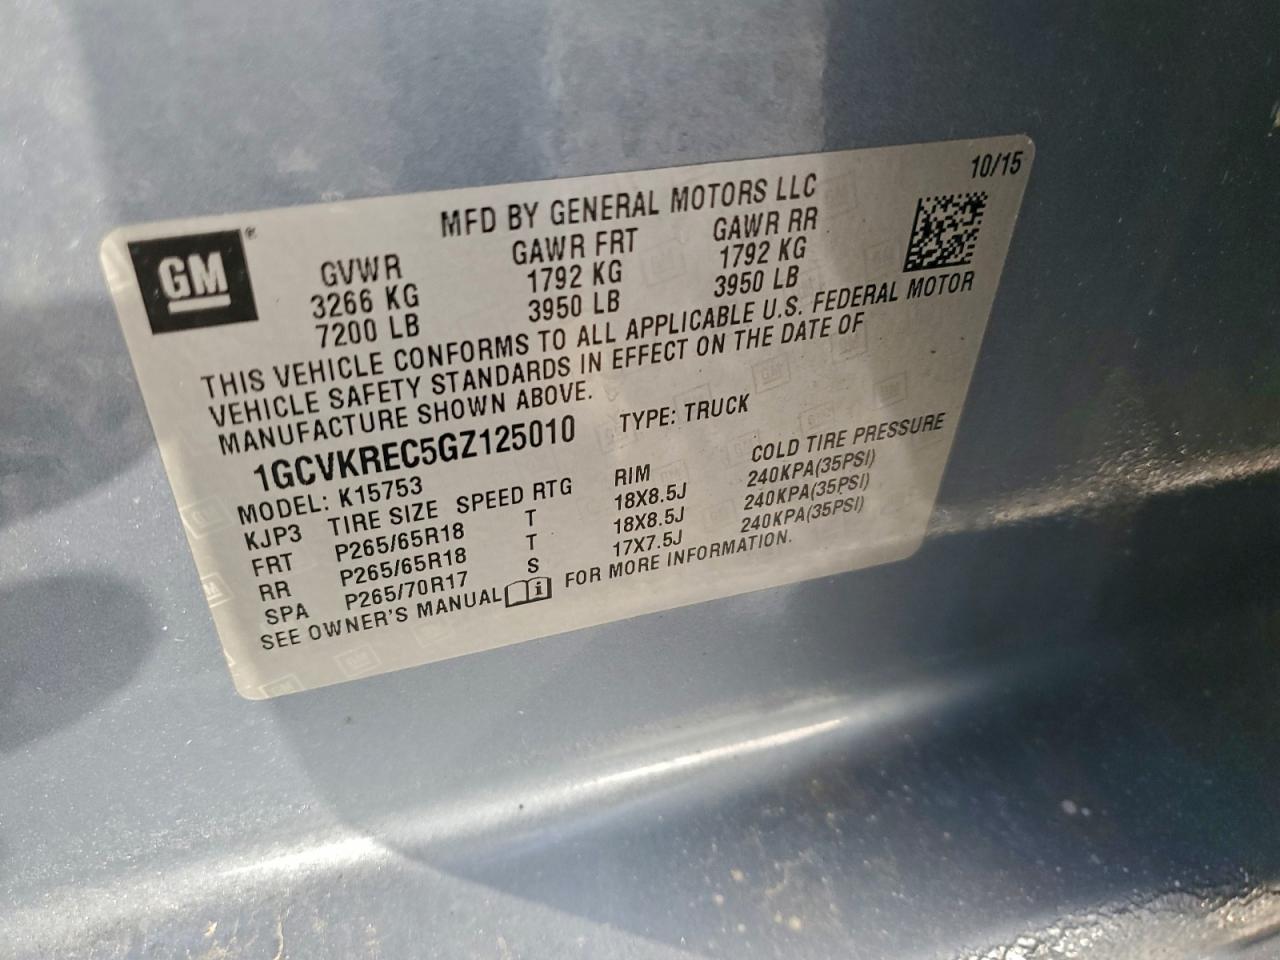 10/15
MFD BY GENERAL MOTORS LLC
GM®
GVWR GAWR FRT GAWR RR
3266 KG 1792 KG 1792 KG
7200 LB 3950 LB 3950 LB
THIS VEHICLE CONFORMS TO ALL APPLICABLE U.S. FEDERAL MOTOR
VEHICLE SAFETY STANDARDS IN EFFECT ON THE DATE OF
MANUFACTURE SHOWN ABOVE.
1GCVKREC5GZ125010 TYPE: TRUCK
MODEL: K15753
KJP3 TIRE SIZE SPEED RTG RIM COLD TIRE PRESSURE
FRT P265/65R18 T 18X8.5J 240KPA(35PSI)
RR P265/65R18 T 18X8.5J 240KPA(35PSI)
SPA P265/70R17 S 17X7.5J 240KPA(35PSI)
SEE OWNER'S MANUAL i FOR MORE INFORMATION.